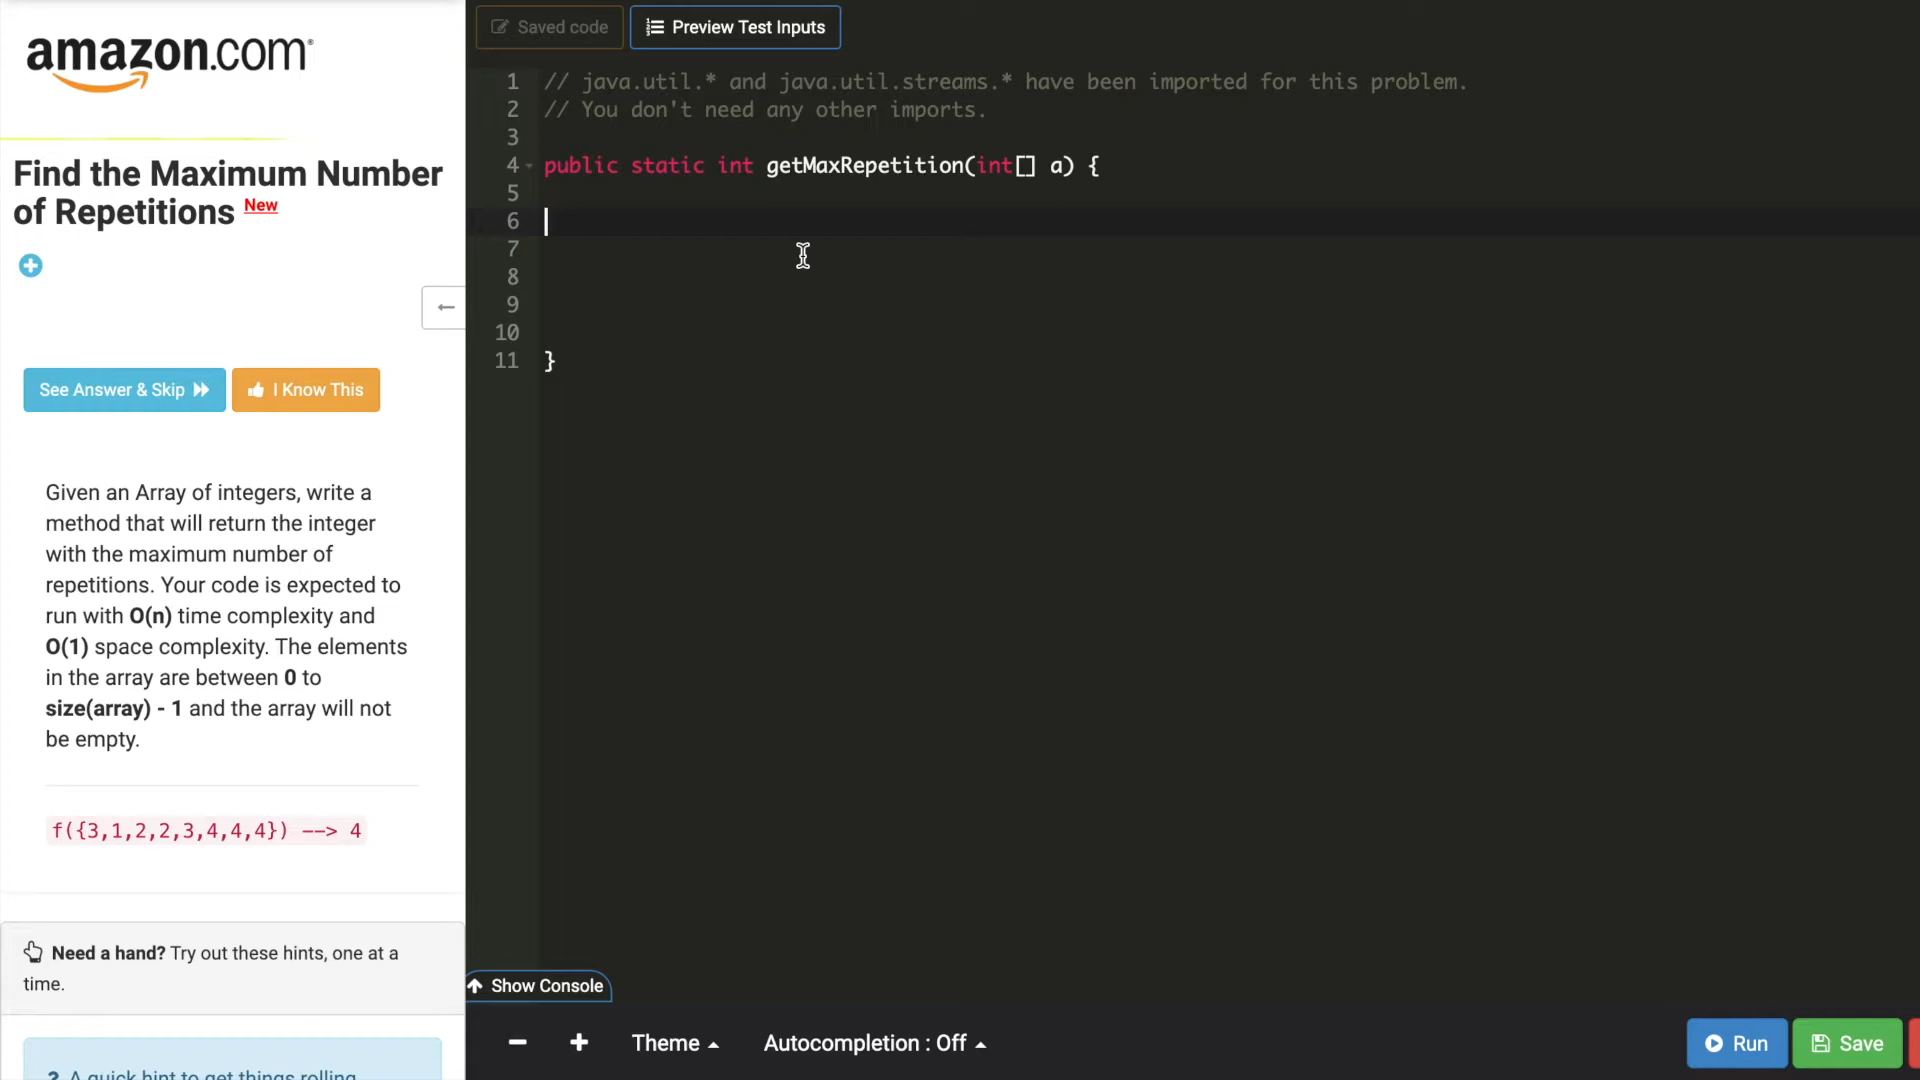 amazon.com
Find the Maximum Number
of Repetitions New
See Answer & Skip
I Know This
Given an Array of integers, write a
method that will return the integer
with the maximum number of
repetitions. Your code is expected to
run with O(n) time complexity and
O(1) space complexity. The elements
in the array are between 0 to
size(array) - 1 and the array will not
be empty.
f({3,1,2,2,3,4,4,4}) --> 4
Need a hand? Try out these hints, one at a
time.
? A quick hint to get things rolling
Saved code
Preview Test Inputs
1 // java.util.* and java.util.streams.* have been imported for this problem.
2 // You don't need any other imports.
3
4 public static int getMaxRepetition(int[] a) {
5
6
7
8
9
10
11 }
Show Console
Theme
Autocompletion : Off
Run
Save